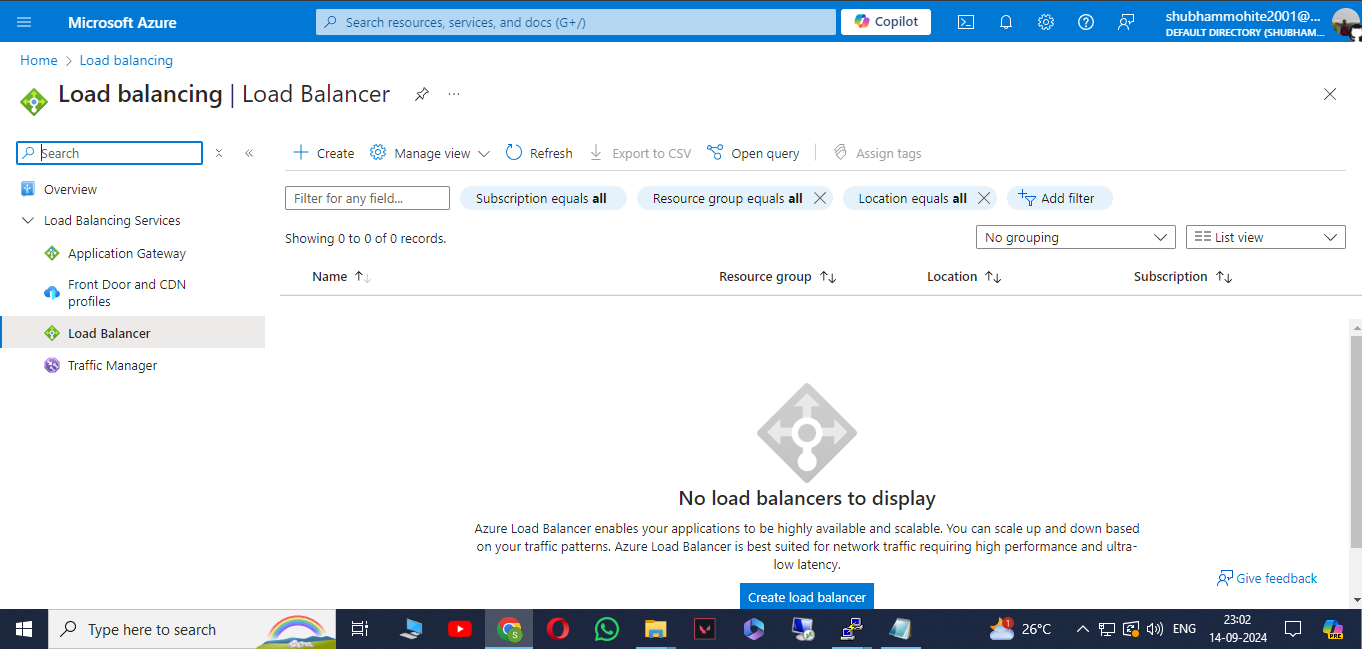 Microsoft Azure
Search resources, services, and docs (G+/)
Copilot
shubhammohite2001@...
DEFAULT DIRECTORY (SHUBHAM...
Home > Load balancing
Load balancing | Load Balancer
...
Search
Create
Manage view
Refresh
Export to CSV
Open query
Assign tags
Overview
Load Balancing Services
Application Gateway
Front Door and CDN
profiles
Load Balancer
Traffic Manager
Filter for any field...
Subscription equals all
Resource group equals all
Location equals all
Add filter
Showing 0 to 0 of 0 records.
No grouping
List view
Name
Resource group
Location
Subscription
No load balancers to display
Azure Load Balancer enables your applications to be highly available and scalable. You can scale up and down based
on your traffic patterns. Azure Load Balancer is best suited for network traffic requiring high performance and ultra-
low latency.
Create load balancer
Give feedback
Type here to search
S
1
26°C
ENG
23:02
14-09-2024
PRE